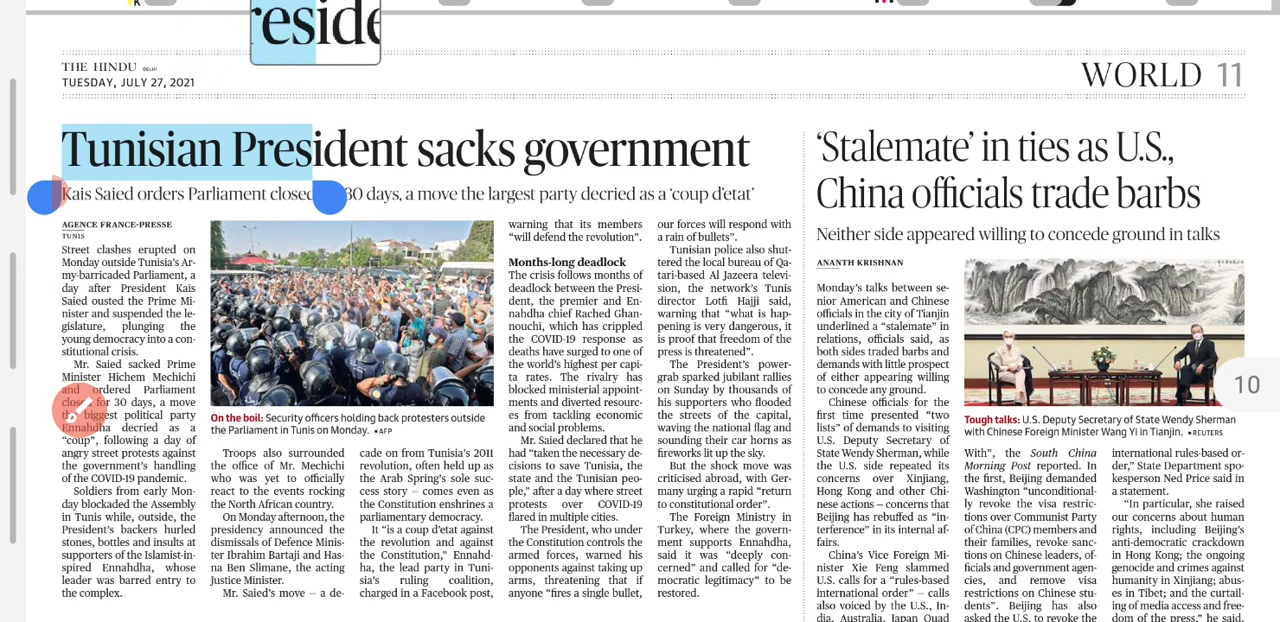 K
reside
THE HINDU DELHI
TUESDAY, JULY 27, 2021
WORLD 11
Tunisian President sacks government
Kais Saied orders Parliament closed 30 days, a move the largest party decried as a ‘coup d’etat’
AGENCE FRANCE-PRESSE
TUNIS
Street clashes erupted on
Monday outside Tunisia’s Ar-
my-barricaded Parliament, a
day after President Kais
Saied ousted the Prime Mi-
nister and suspended the le-
gislature, plunging the
young democracy into a con-
stitutional crisis.
Mr. Saied sacked Prime
Minister Hichem Mechichi
and ordered Parliament
closed for 30 days, a move
the biggest political party
Ennahdha decried as a
“coup”, following a day of
angry street protests against
the government’s handling
of the COVID-19 pandemic.
Soldiers from early Mon-
day blockaded the Assembly
in Tunis while, outside, the
President’s backers hurled
stones, bottles and insults at
supporters of the Islamist-in-
spired Ennahdha, whose
leader was barred entry to
the complex.
On the boil: Security officers holding back protesters outside
the Parliament in Tunis on Monday. •AFP
Troops also surrounded
the office of Mr. Mechichi
who was yet to officially
react to the events rocking
the North African country.
On Monday afternoon, the
presidency announced the
dismissals of Defence Minis-
ter Ibrahim Bartaji and Has-
na Ben Slimane, the acting
Justice Minister.
Mr. Saied’s move – a de-
cade on from Tunisia’s 2011
revolution, often held up as
the Arab Spring’s sole suc-
cess story – comes even as
the Constitution enshrines a
parliamentary democracy.
It “is a coup d‘etat against
the revolution and against
the Constitution,” Ennahd-
ha, the lead party in Tuni-
sia’s ruling coalition,
charged in a Facebook post,
warning that its members
“will defend the revolution”.
Months-long deadlock
The crisis follows months of
deadlock between the Presi-
dent, the premier and En-
nahdha chief Rached Ghan-
nouchi, which has crippled
the COVID-19 response as
deaths have surged to one of
the world’s highest per capi-
ta rates. The rivalry has
blocked ministerial appoint-
ments and diverted resourc-
es from tackling economic
and social problems.
Mr. Saied declared that he
had “taken the necessary de-
cisions to save Tunisia, the
state and the Tunisian peo-
ple,” after a day where street
protests over COVID-19
flared in multiple cities.
The President, who under
the Constitution controls the
armed forces, warned his
opponents against taking up
arms, threatening that if
anyone “fires a single bullet,
our forces will respond with
a rain of bullets”.
Tunisian police also shut-
tered the local bureau of Qa-
tari-based Al Jazeera televi-
sion, the network’s Tunis
director Lotfi Hajji said,
warning that “what is hap-
pening is very dangerous, it
is proof that freedom of the
press is threatened”.
The President’s power-
grab sparked jubilant rallies
on Sunday by thousands of
his supporters who flooded
the streets of the capital,
waving the national flag and
sounding their car horns as
fireworks lit up the sky.
But the shock move was
criticised abroad, with Ger-
many urging a rapid “return
to constitutional order”.
The Foreign Ministry in
Turkey, where the govern-
ment supports Ennahdha,
said it was “deeply con-
cerned” and called for “de-
mocratic legitimacy” to be
restored.
‘Stalemate’ in ties as U.S.,
China officials trade barbs
Neither side appeared willing to concede ground in talks
ANANTH KRISHNAN
Monday’s talks between se-
nior American and Chinese
officials in the city of Tianjin
underlined a “stalemate” in
relations, officials said, as
both sides traded barbs and
demands with little prospect
of either appearing willing
to concede any ground.
Chinese officials for the
first time presented “two
lists” of demands to visiting
U.S. Deputy Secretary of
State Wendy Sherman, while
the U.S. side repeated its
concerns over Xinjiang,
Hong Kong and other Chi-
nese actions – concerns that
Beijing has rebuffed as “in-
terference” in its internal af-
fairs.
China’s Vice Foreign Mi-
nister Xie Feng slammed
U.S. calls for a “rules-based
international order” – calls
also voiced by the U.S., In-
dia, Australia, Japan Quad
10
Tough talks: U.S. Deputy Secretary of State Wendy Sherman
with Chinese Foreign Minister Wang Yi in Tianjin. •REUTERS
With”, the South China
Morning Post reported. In
the first, Beijing demanded
Washington “unconditional-
ly revoke the visa restric-
tions over Communist Party
of China (CPC) members and
their families, revoke sanc-
tions on Chinese leaders, of-
ficials and government agen-
cies, and remove visa
restrictions on Chinese stu-
dents”. Beijing has also
asked the U.S. to revoke the
international rules-based or-
der,” State Department spo-
kesperson Ned Price said in
a statement.
“In particular, she raised
our concerns about human
rights, including Beijing’s
anti-democratic crackdown
in Hong Kong; the ongoing
genocide and crimes against
humanity in Xinjiang; abus-
es in Tibet; and the curtail-
ing of media access and free-
dom of the press,” he said.